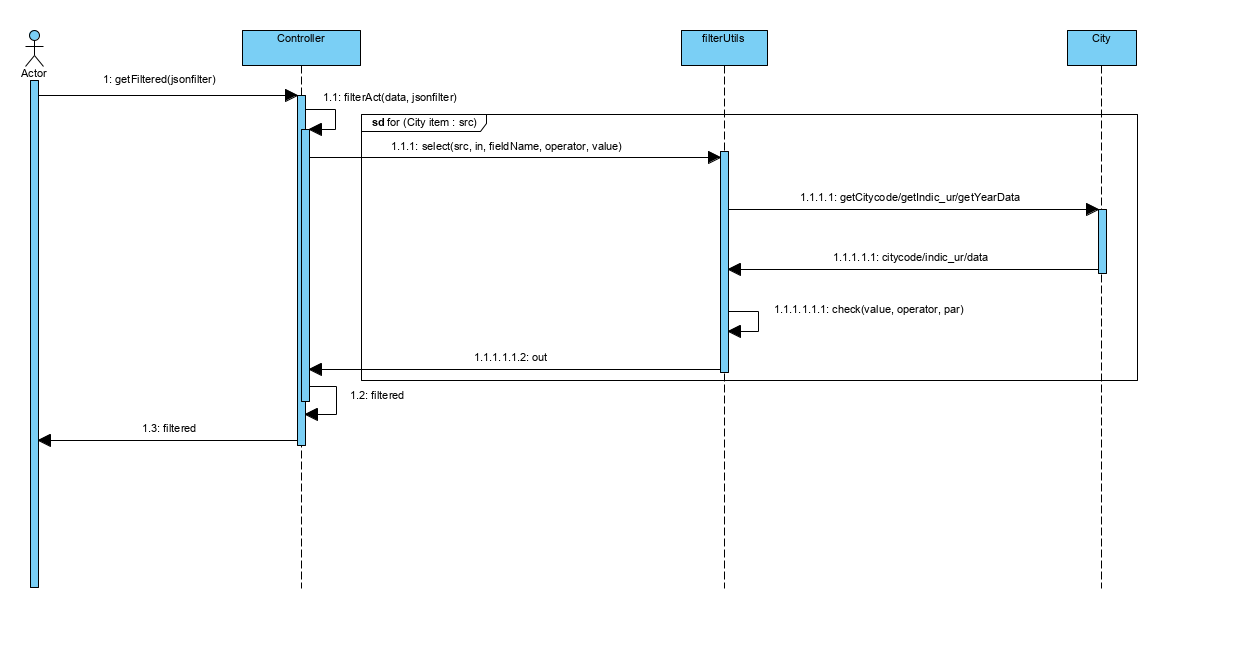 Controller
filterUtils
City
Actor
1: getFiltered(jsonfilter)
1.1: filterAct(data, jsonfilter)
sd for (City item : src)
1.1.1: select(src, in, fieldName, operator, value)
1.1.1.1: getCitycode/getIndic_ur/getYearData
1.1.1.1.1: citycode/indic_ur/data
1.1.1.1.1.1: check(value, operator, par)
1.1.1.1.1.2: out
1.2: filtered
1.3: filtered